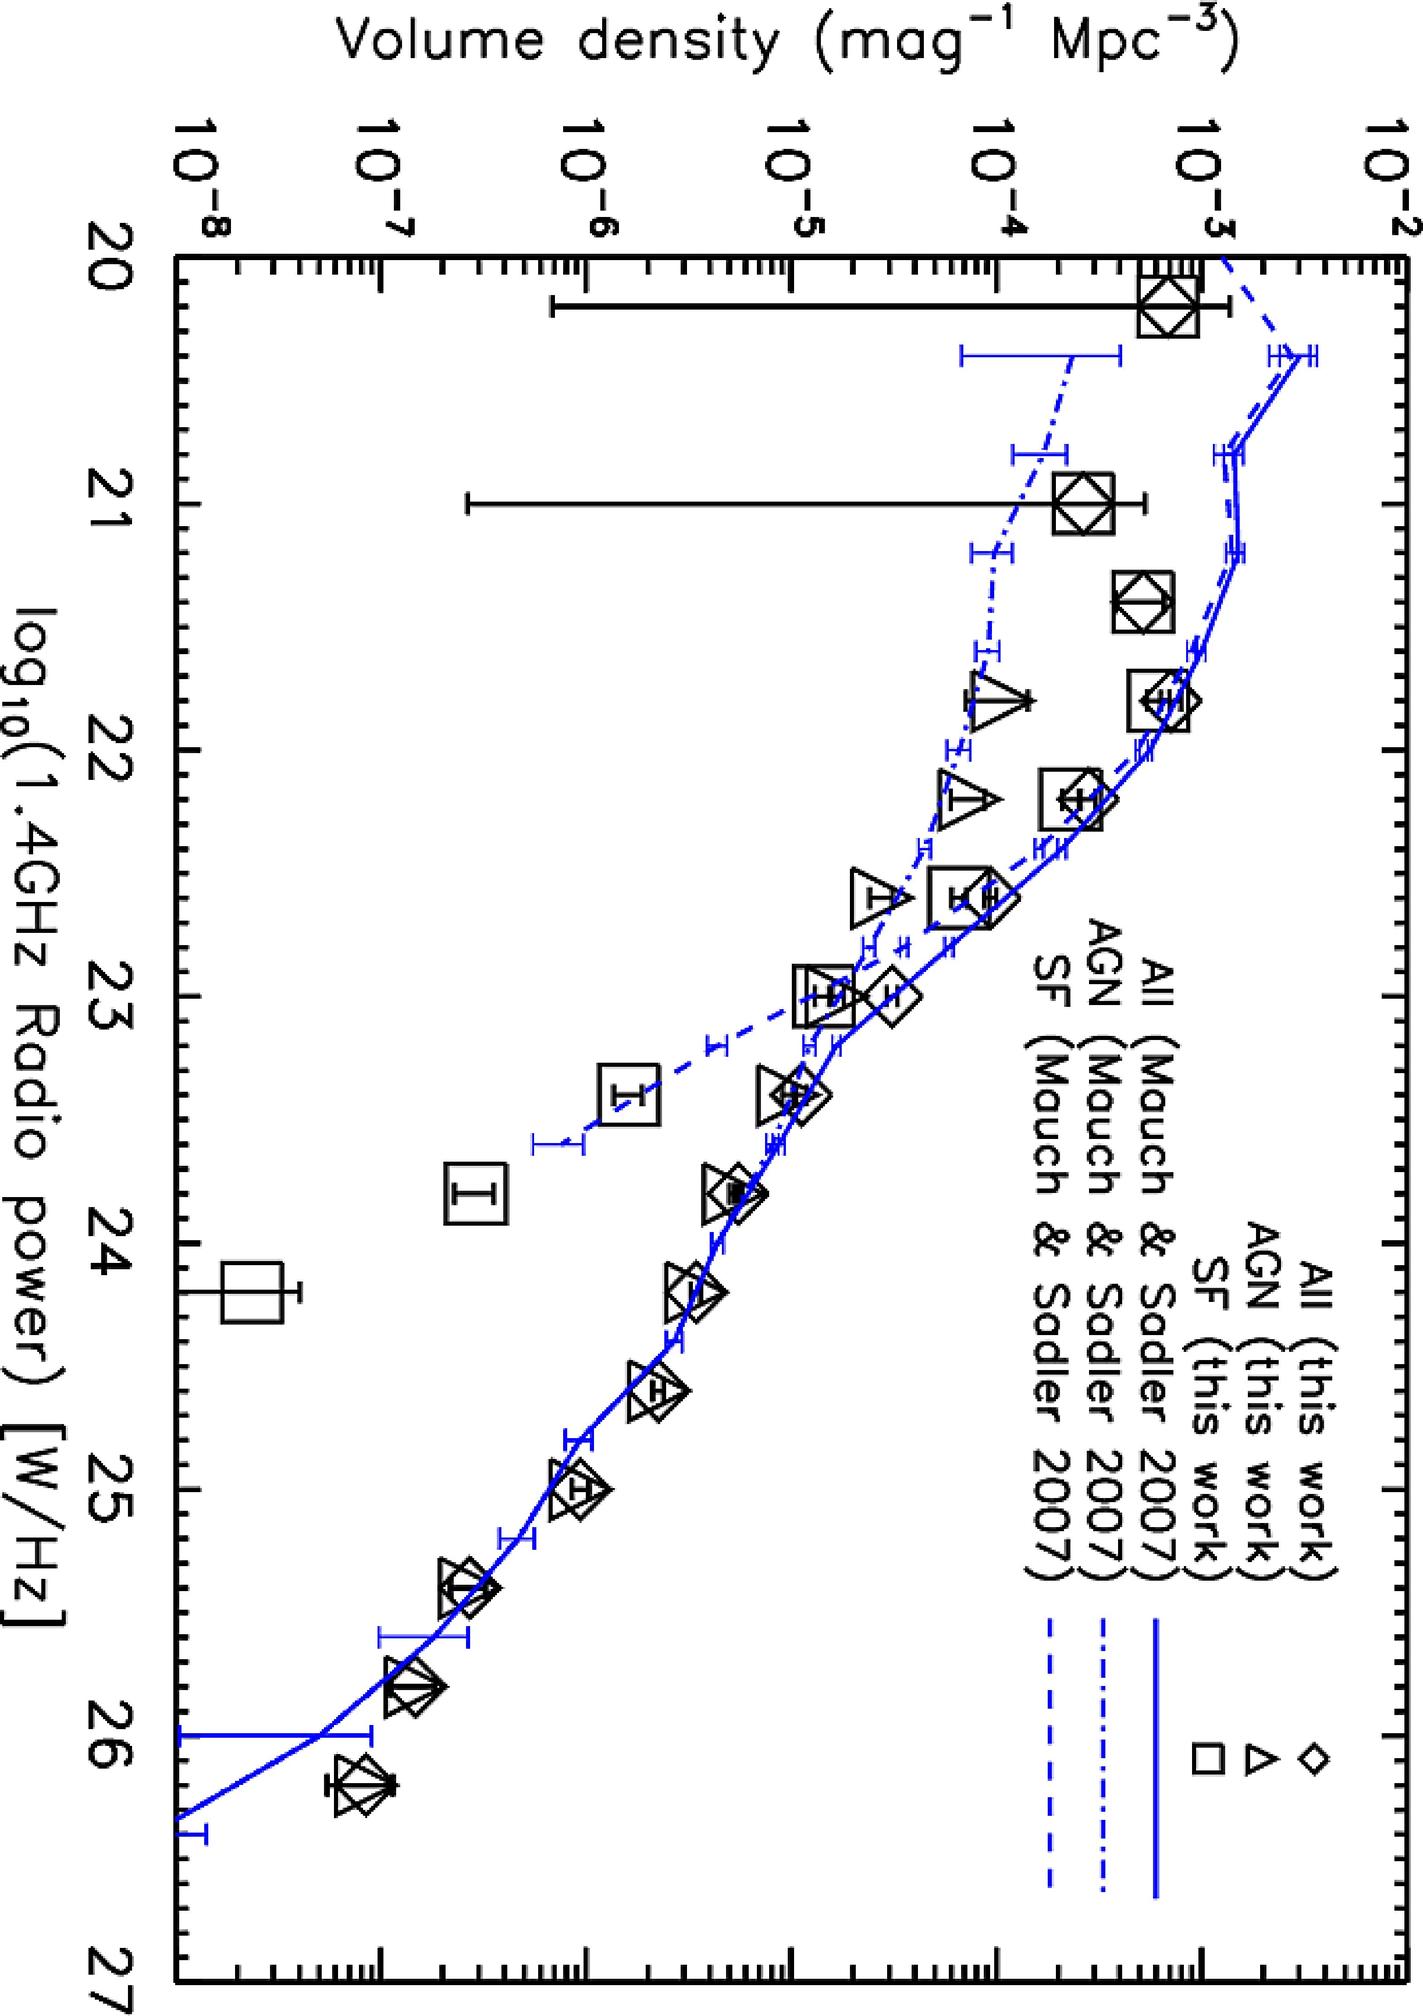 Volume density (mag⁻¹ Mpc⁻³)
10⁻²
10⁻³
10⁻⁴
10⁻⁵
10⁻⁶
10⁻⁷
10⁻⁸
All (this work)
AGN (this work)
SF (this work)
All (Mauch & Sadler 2007)
AGN (Mauch & Sadler 2007)
SF (Mauch & Sadler 2007)
20 21 22 23 24 25 26 27
log₁₀(1.4GHz Radio power) [W/Hz]